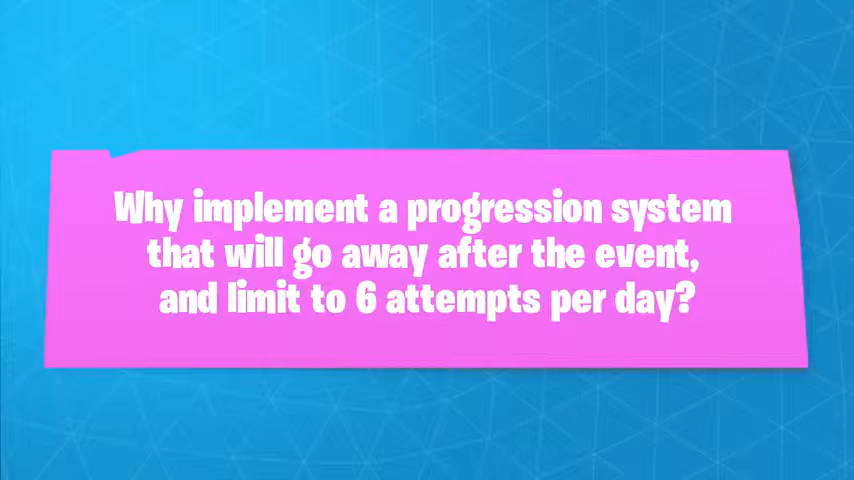 Why implement a progression system
that will go away after the event,
and limit to 6 attempts per day?